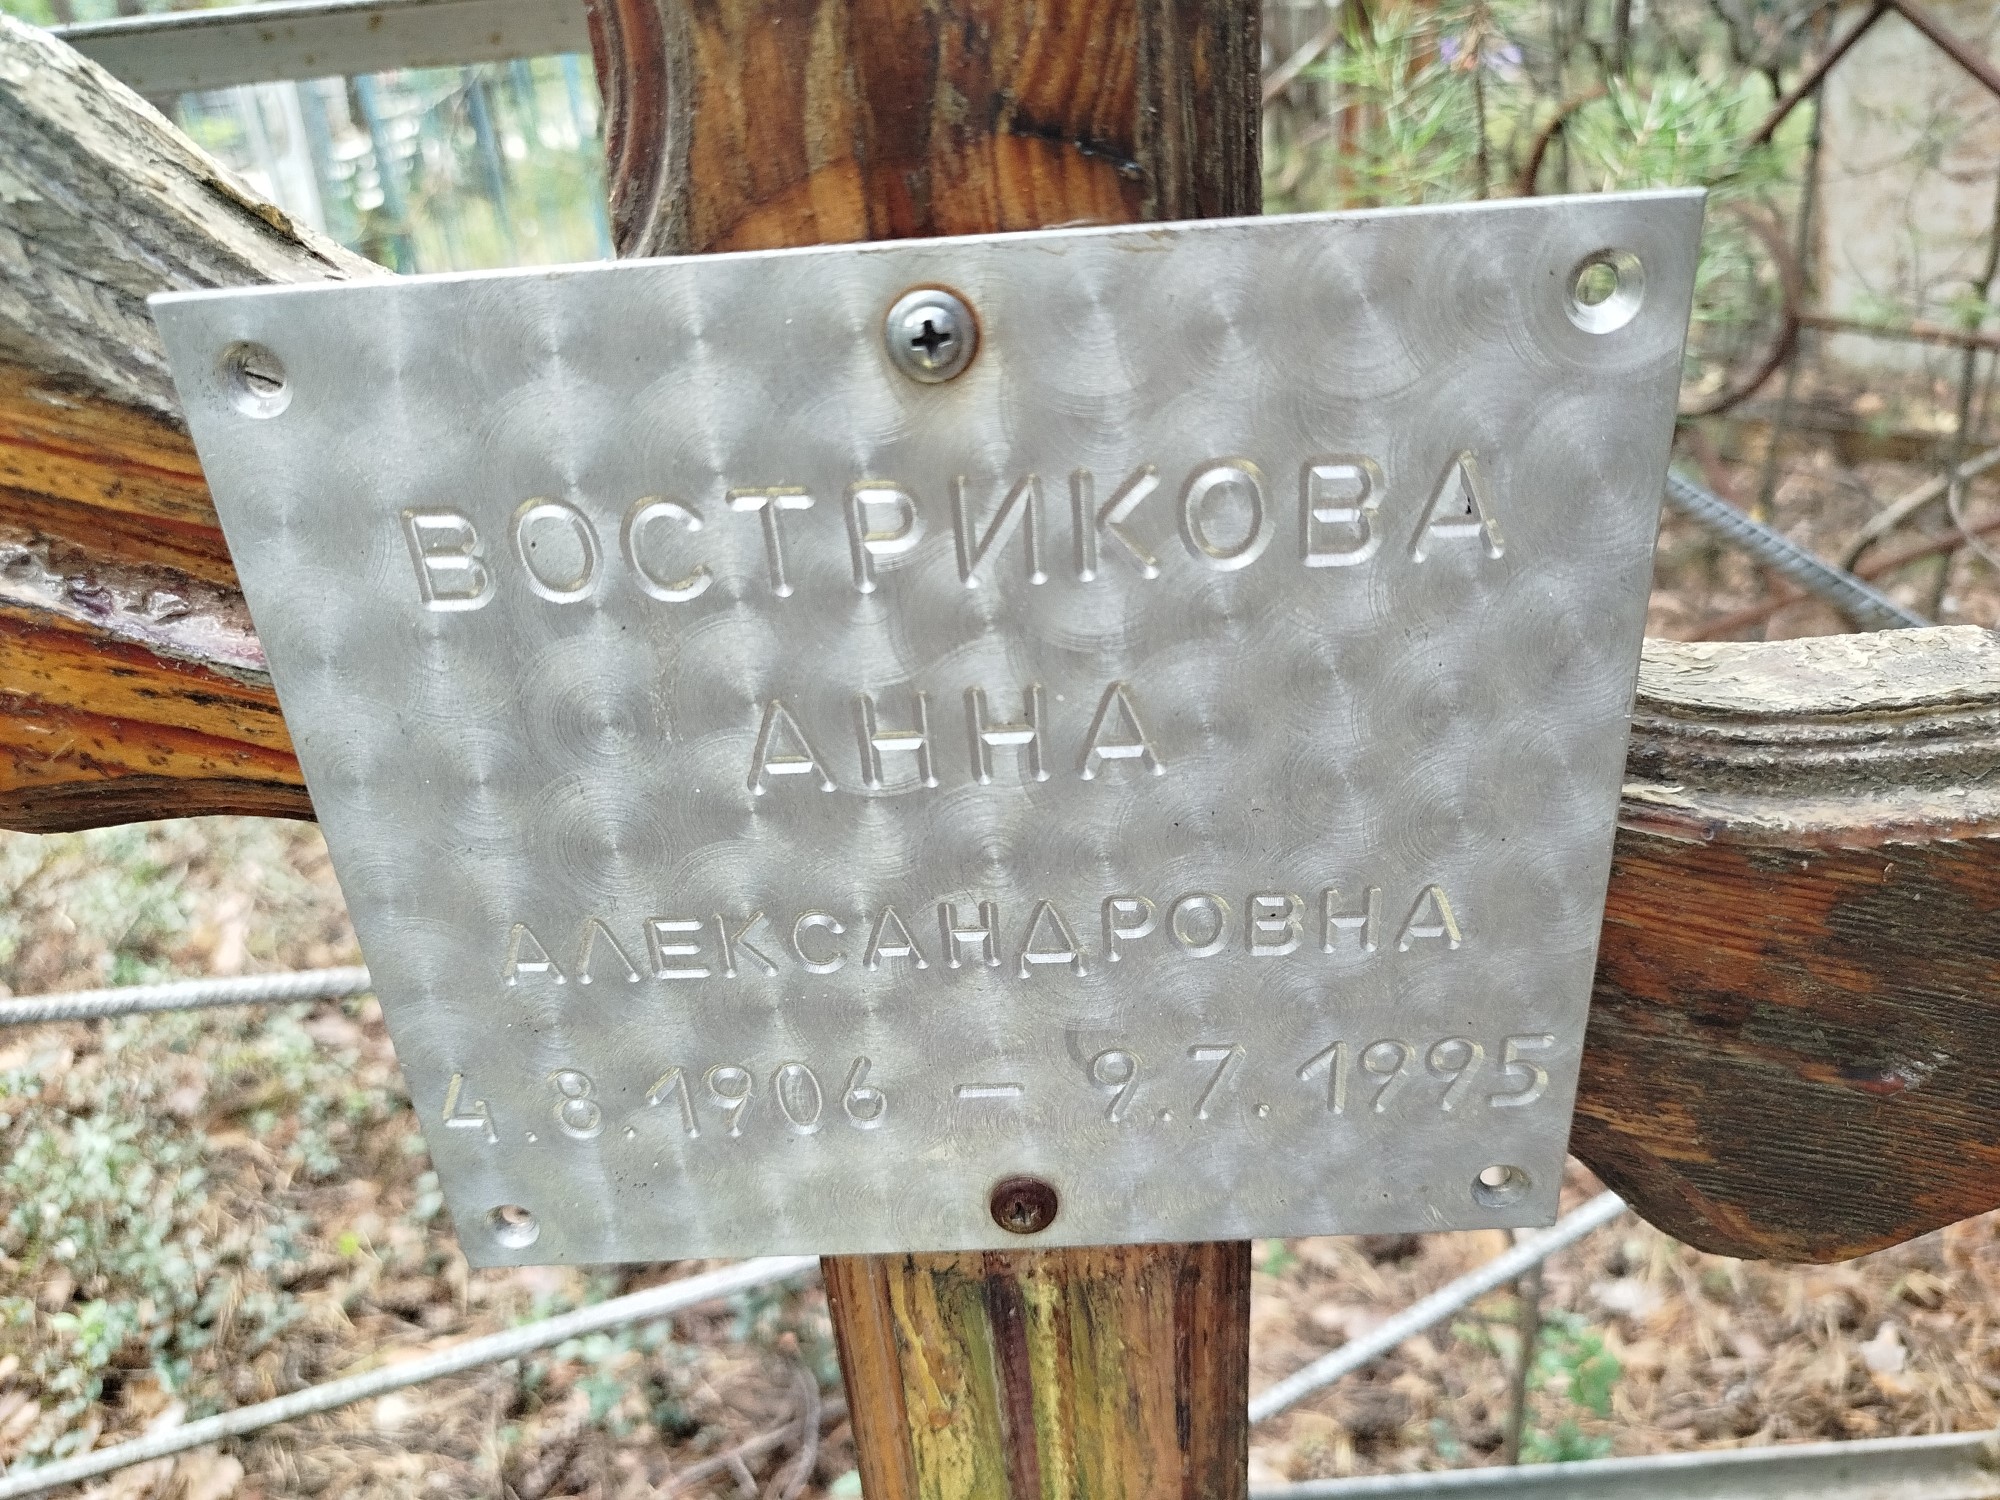 ВОСТРИКОВА
АННА
АЛЕКСАНДРОВНА
4.8.1906 — 9.7.1995